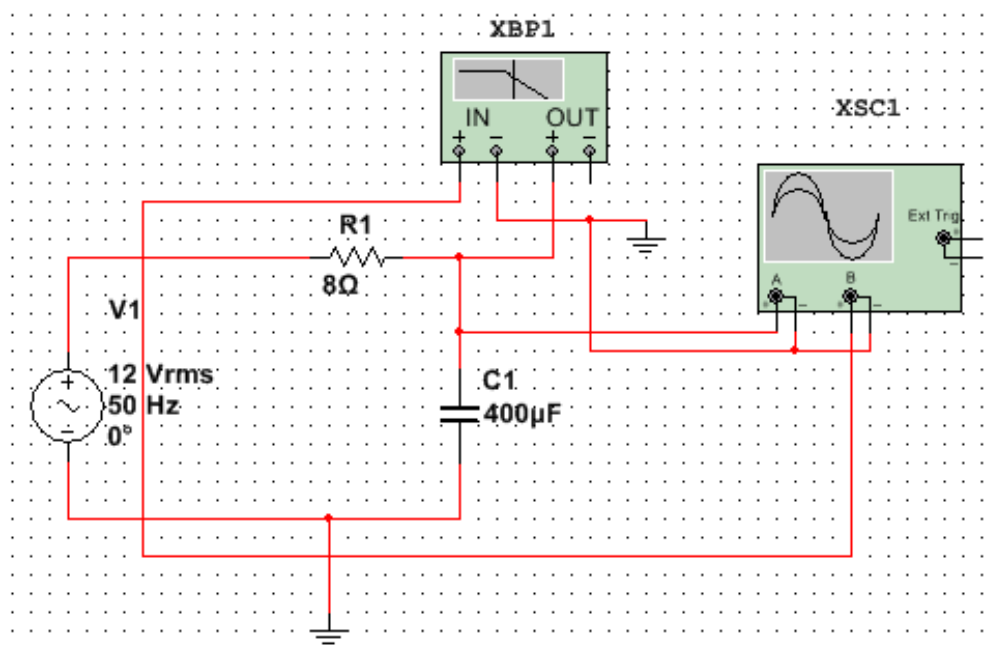 XBP1
IN OUT
+ − + −
XSC1
Ext Trig
+
−
A B
+ − + −
R1
8Ω
V1
+
−
12 Vrms
50 Hz
0°
C1
400µF